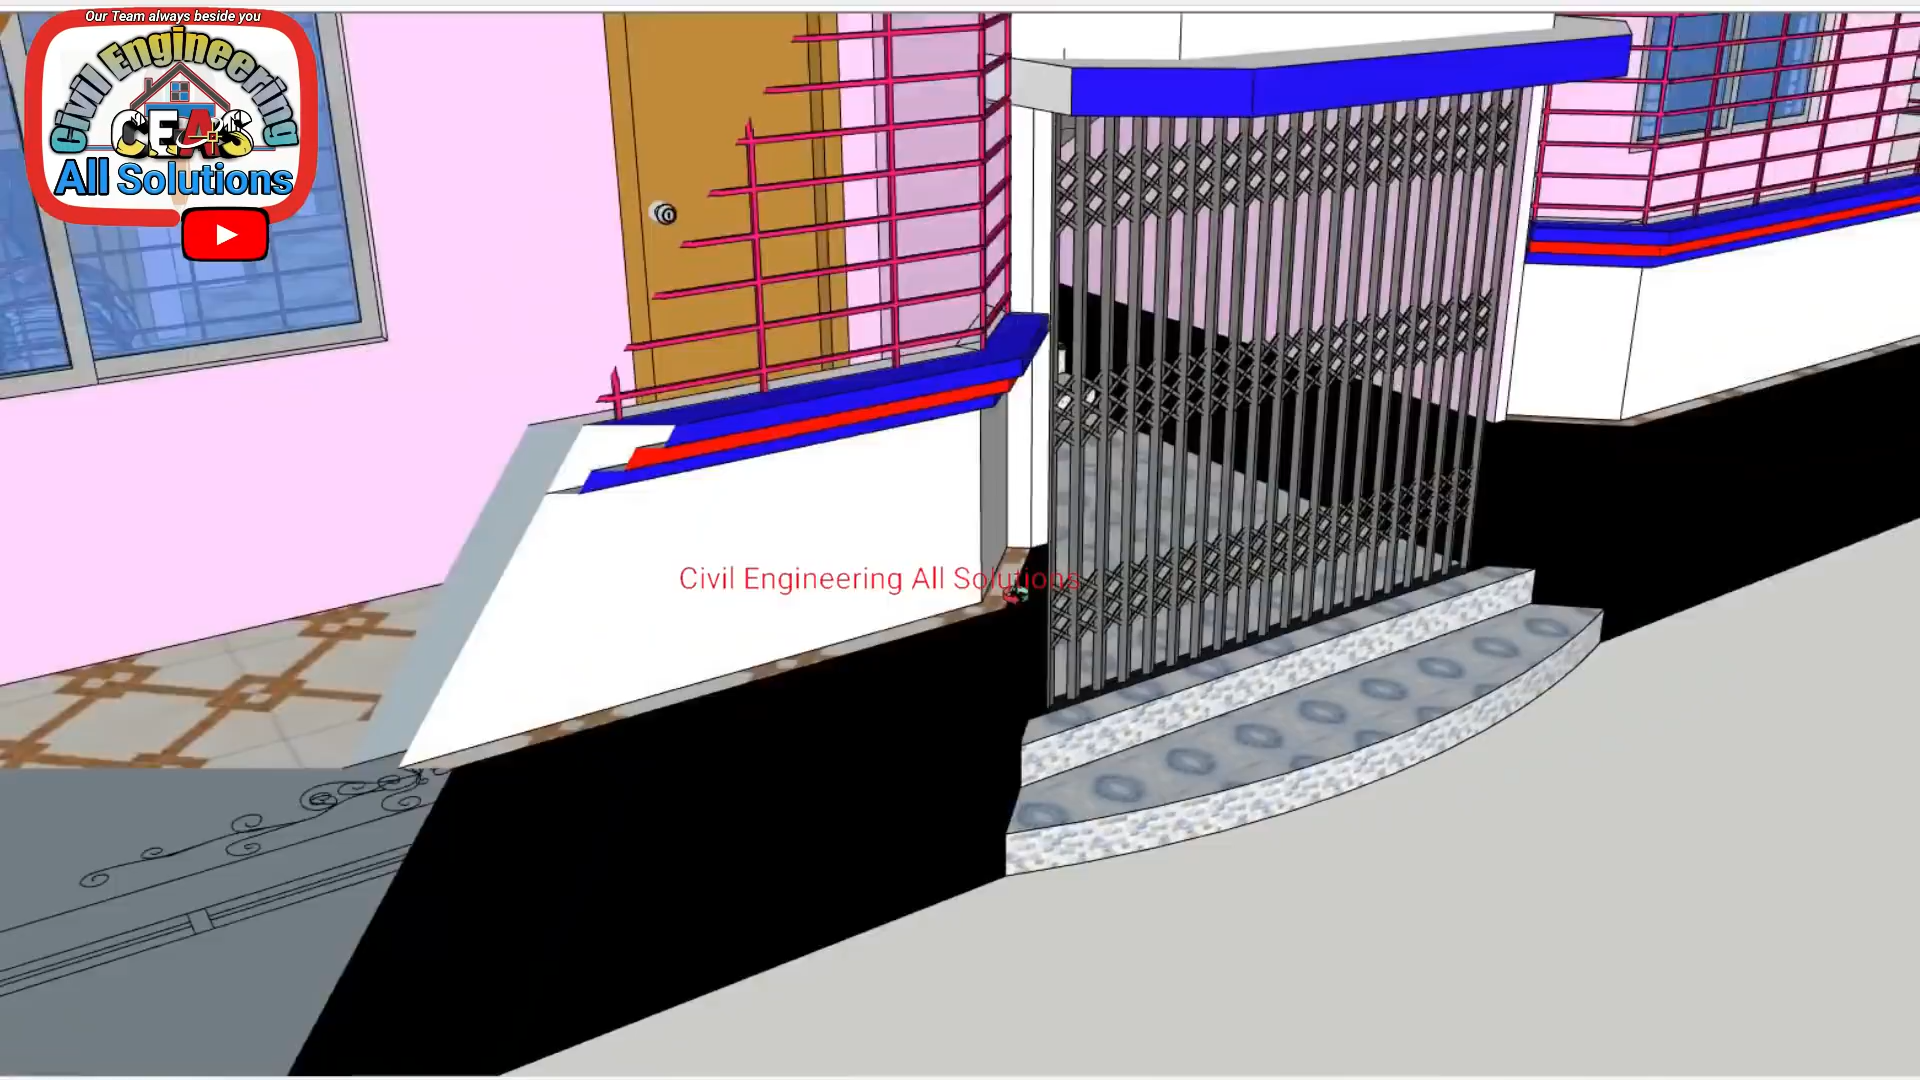 Our Team always beside you
Civil Engineering
CEAS
All Solutions
Civil Engineering All Solutions